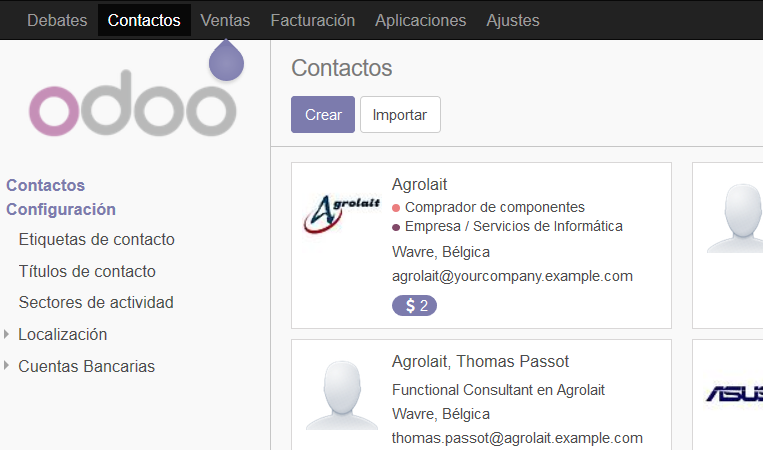 Debates Contactos Ventas Facturación Aplicaciones Ajustes
odoo
Contactos
Configuración
Etiquetas de contacto
Títulos de contacto
Sectores de actividad
Localización
Cuentas Bancarias
Contactos
Crear Importar
Agrolait
Agrolait
Comprador de componentes
Empresa / Servicios de Informática
Wavre, Bélgica
agrolait@yourcompany.example.com
$ 2
Agrolait, Thomas Passot
Functional Consultant en Agrolait
Wavre, Bélgica
thomas.passot@agrolait.example.com
ASUS